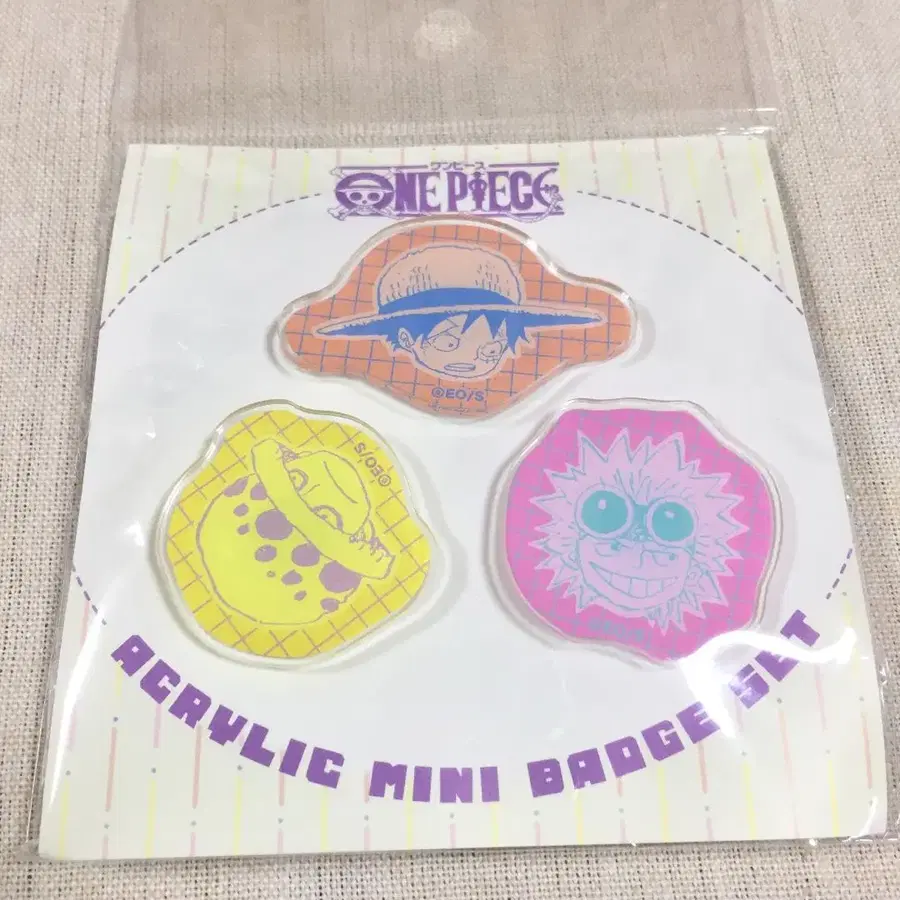 ワンピース
ONE PIECE
©EO/S
©EO/S
ACRYLIC MINI BADGE SET